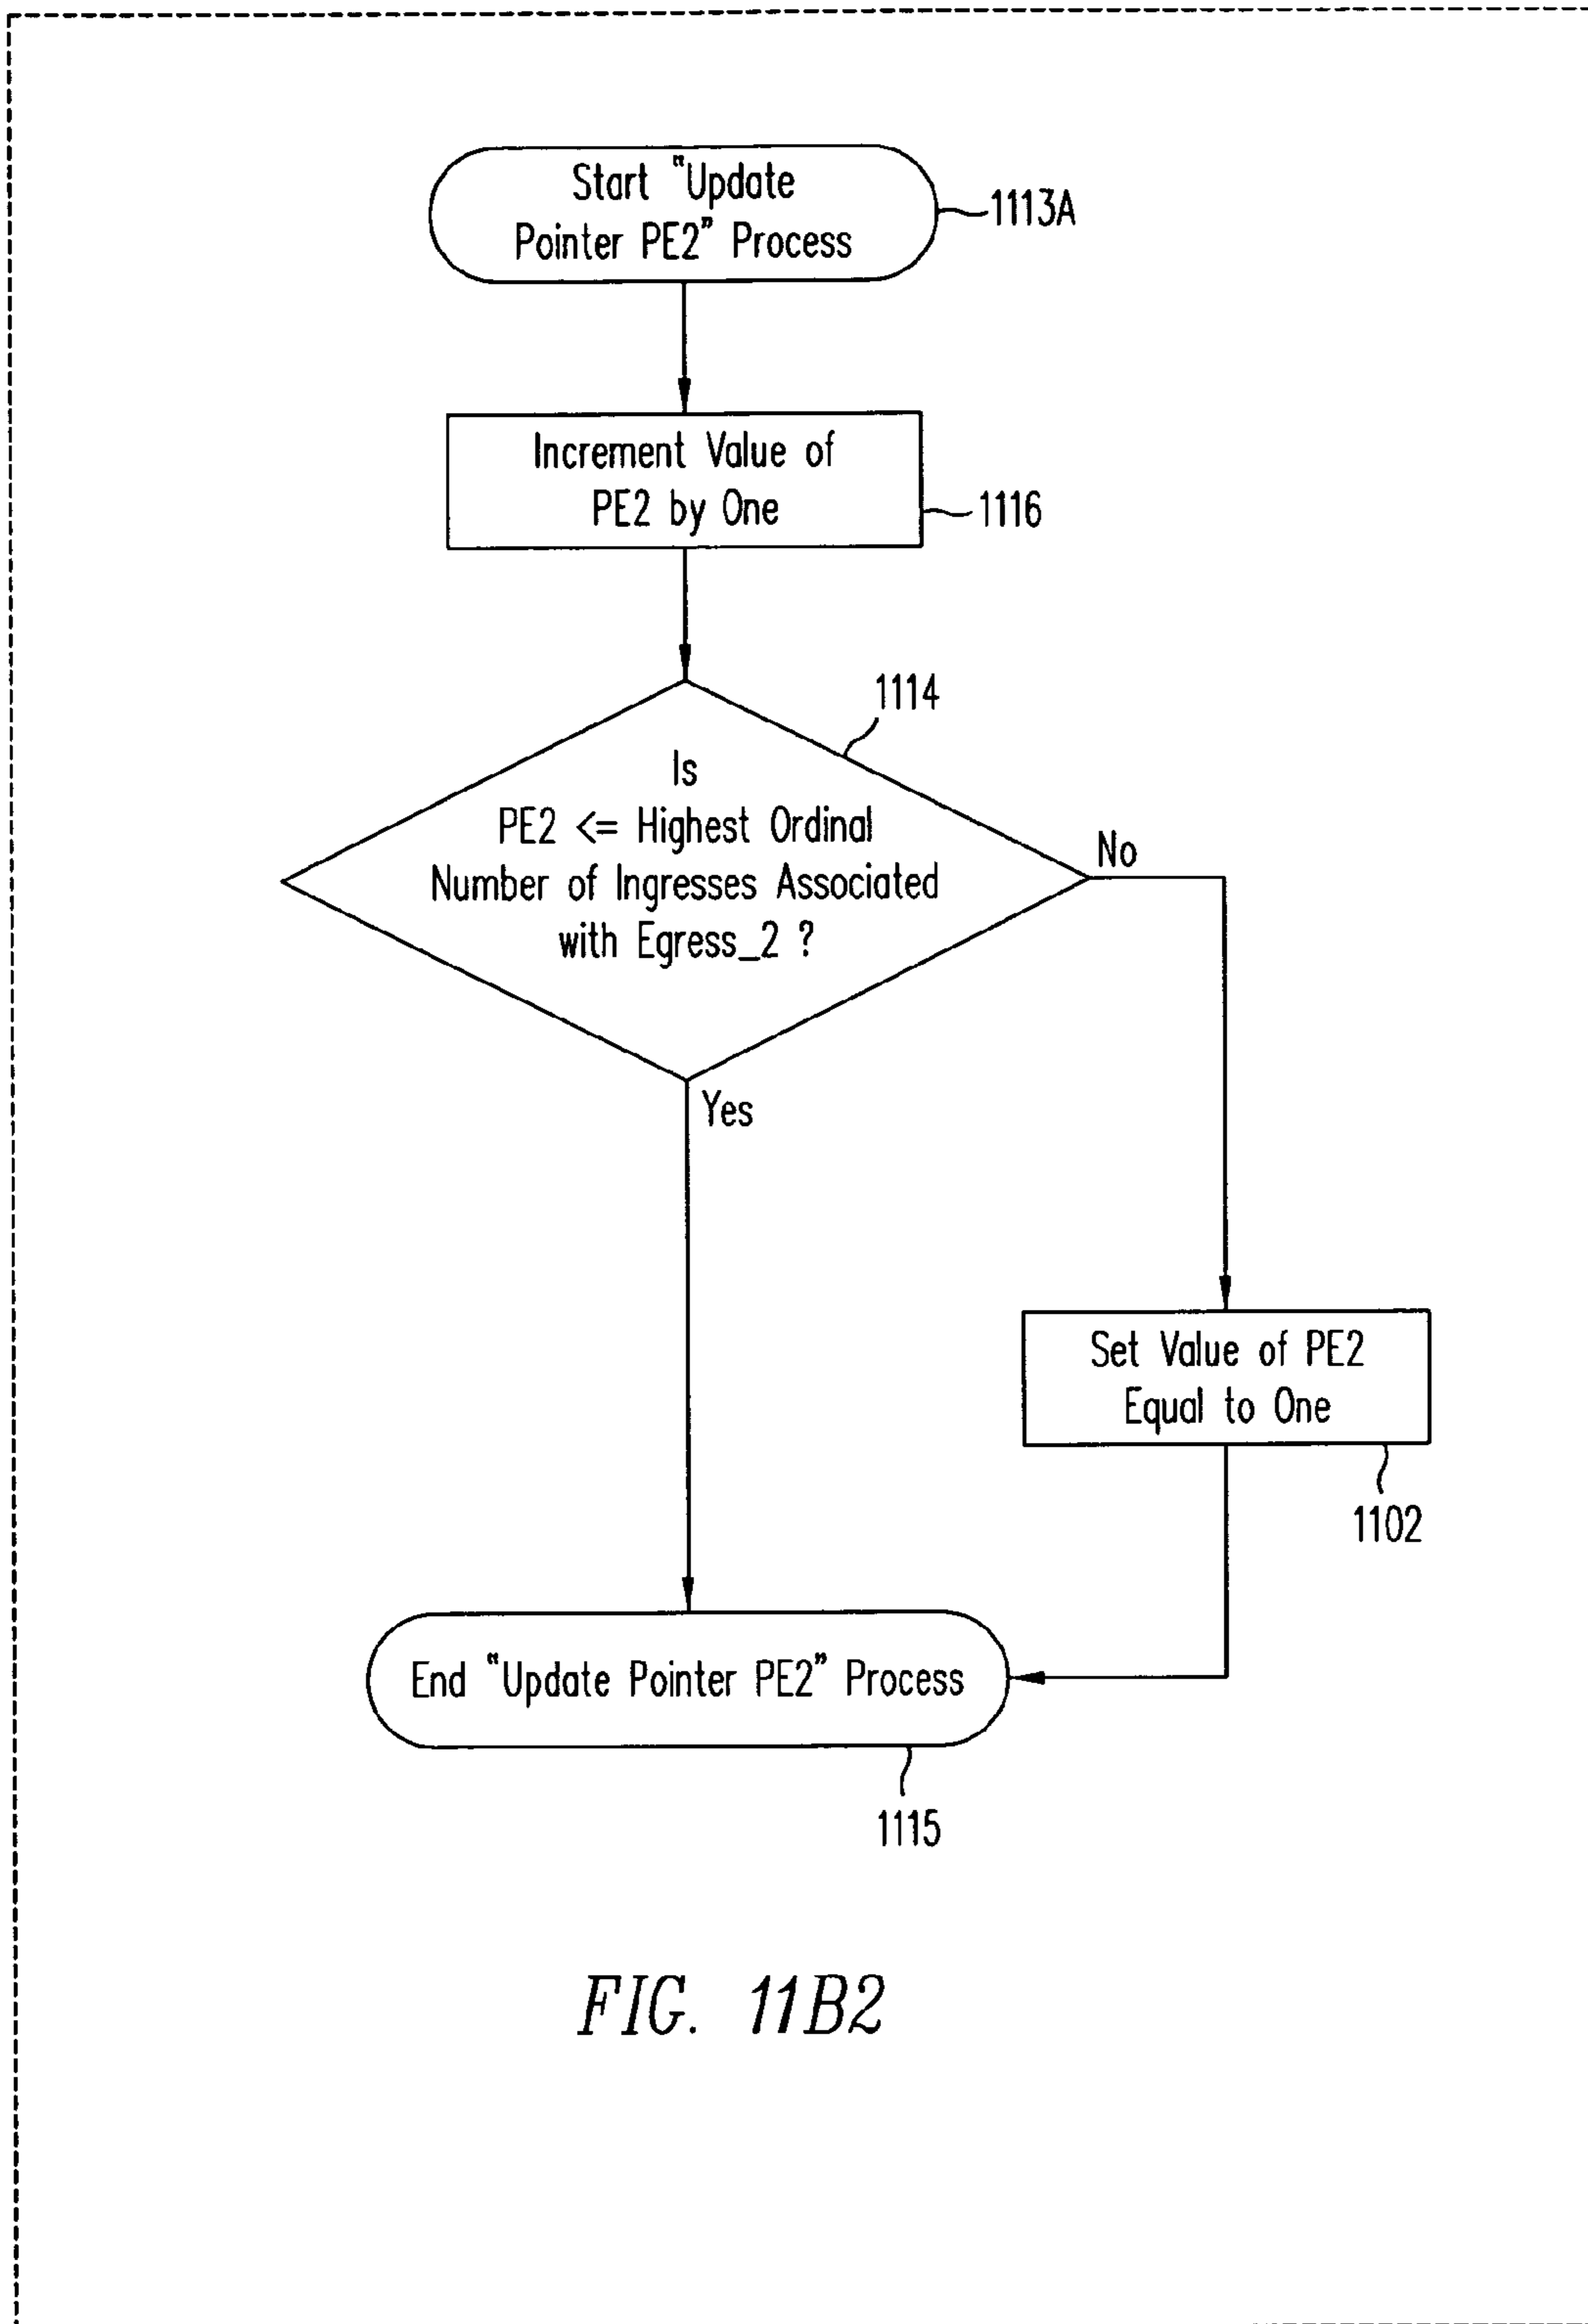 Start "Update
Pointer PE2" Process
1113A
Increment Value of
PE2 by One
1116
1114
Is
PE2 <= Highest Ordinal
Number of Ingresses Associated
with Egress_2 ?
No
Yes
Set Value of PE2
Equal to One
1102
End "Update Pointer PE2" Process
1115
FIG. 11B2